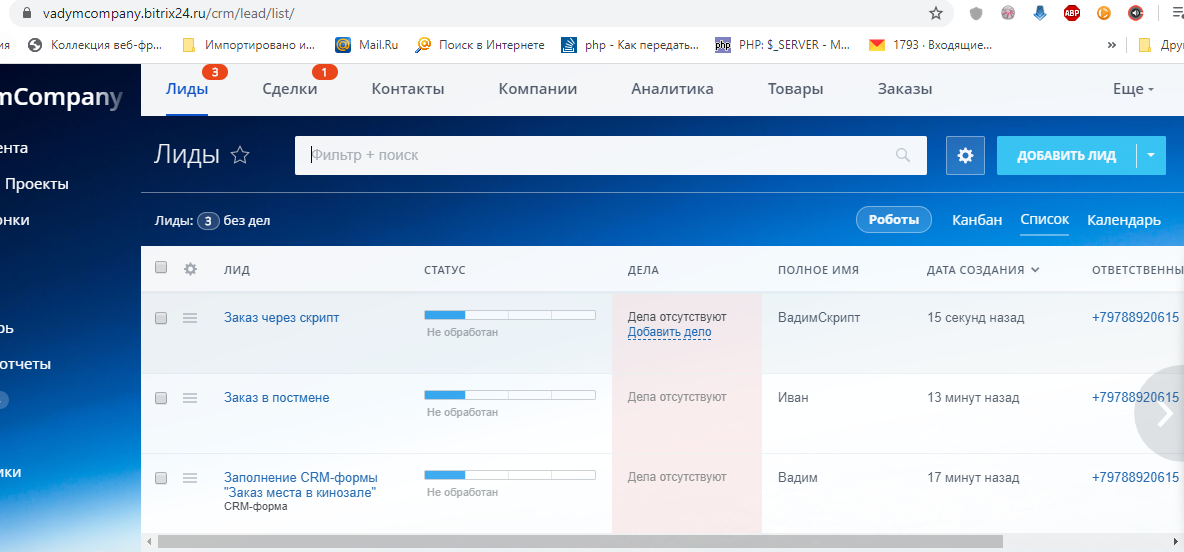 vadymcompany.bitrix24.ru/crm/lead/list/
ABP
ия Коллекция веб-фр... Импортировано и... Mail.Ru Поиск в Интернете php - Как передать... php PHP: $_SERVER - M... 1793 · Входящие... » Друг
mCompany
Лиды 3 Сделки 1 Контакты Компании Аналитика Товары Заказы Еще
ента
Проекты
онки
рь
отчеты
ики
Лиды Фильтр + поиск ДОБАВИТЬ ЛИД
Лиды: 3 без дел Роботы Канбан Список Календарь
ЛИД СТАТУС ДЕЛА ПОЛНОЕ ИМЯ ДАТА СОЗДАНИЯ ОТВЕТСТВЕННЫ
Заказ через скрипт Дела отсутствуют ВадимСкрипт 15 секунд назад +79788920615
Не обработан Добавить дело
Заказ в постмене Дела отсутствуют Иван 13 минут назад +79788920615
Не обработан
Заполнение CRM-формы Дела отсутствуют Вадим 17 минут назад +79788920615
"Заказ места в кинозале" Не обработан
CRM-форма